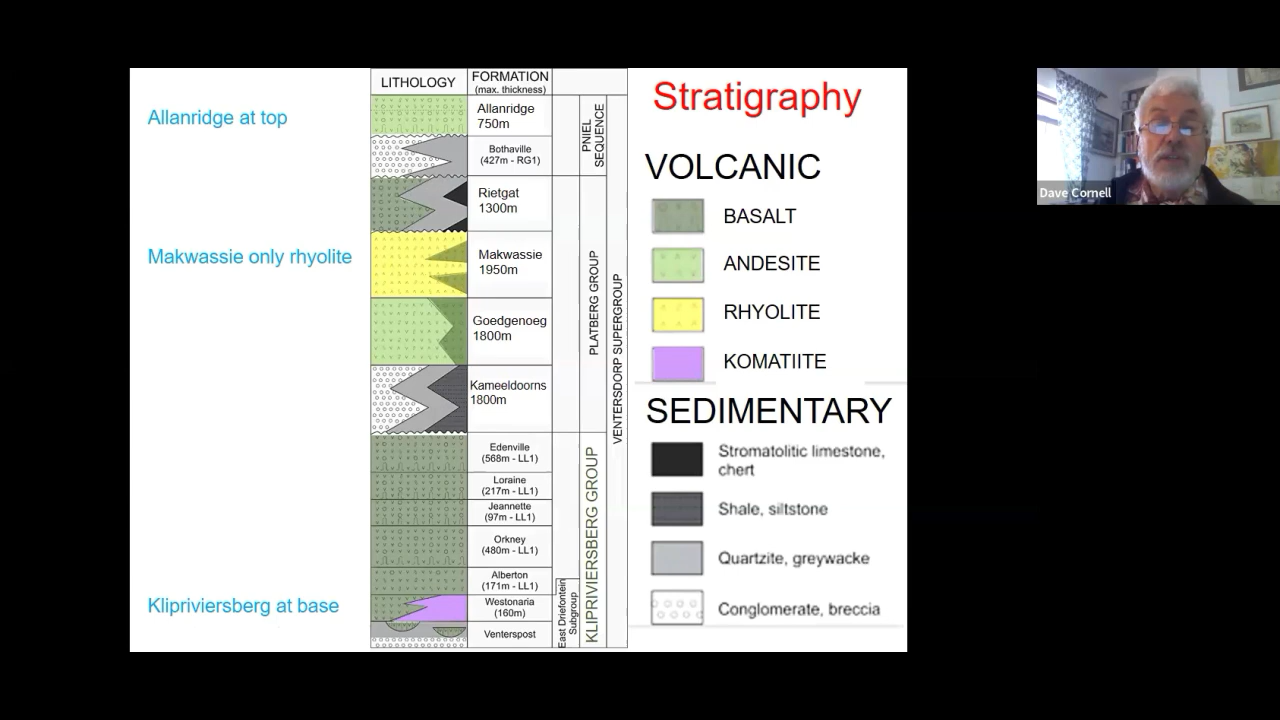 Allanridge at top
Makwassie only rhyolite
Klipriviersberg at base
LITHOLOGY
FORMATION
(max. thickness)
Allanridge
750m
Bothaville
(427m - RG1)
Rietgat
1300m
Makwassie
1950m
Goedgenoeg
1800m
Kameeldoorns
1800m
Edenville
(568m - LL1)
Loraine
(217m - LL1)
Jeannette
(97m - LL1)
Orkney
(480m - LL1)
Alberton
(171m - LL1)
Westonaria
(160m)
Venterspost
East Driefontein
Subgroup
PNIEL
SEQUENCE
PLATBERG GROUP
KLIPRIVIERSBERG GROUP
VENTERSDORP SUPERGROUP
Stratigraphy
VOLCANIC
BASALT
ANDESITE
RHYOLITE
KOMATIITE
SEDIMENTARY
Stromatolitic limestone,
chert
Shale, siltstone
Quartzite, greywacke
Conglomerate, breccia
Dave Cornell